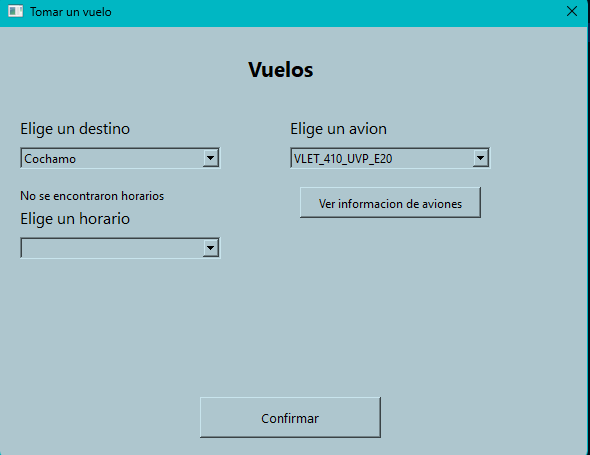 Tomar un vuelo
Vuelos
Elige un destino
Elige un avion
Cochamo
VLET_410_UVP_E20
No se encontraron horarios
Ver informacion de aviones
Elige un horario
Confirmar